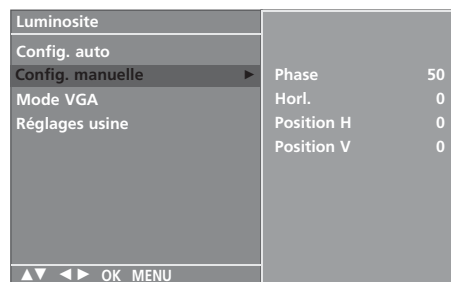 Luminosite
Config. auto
Config. manuelle ►
Mode VGA
Réglages usine
Phase 50
Horl. 0
Position H 0
Position V 0
▲▼ ◄► OK MENU